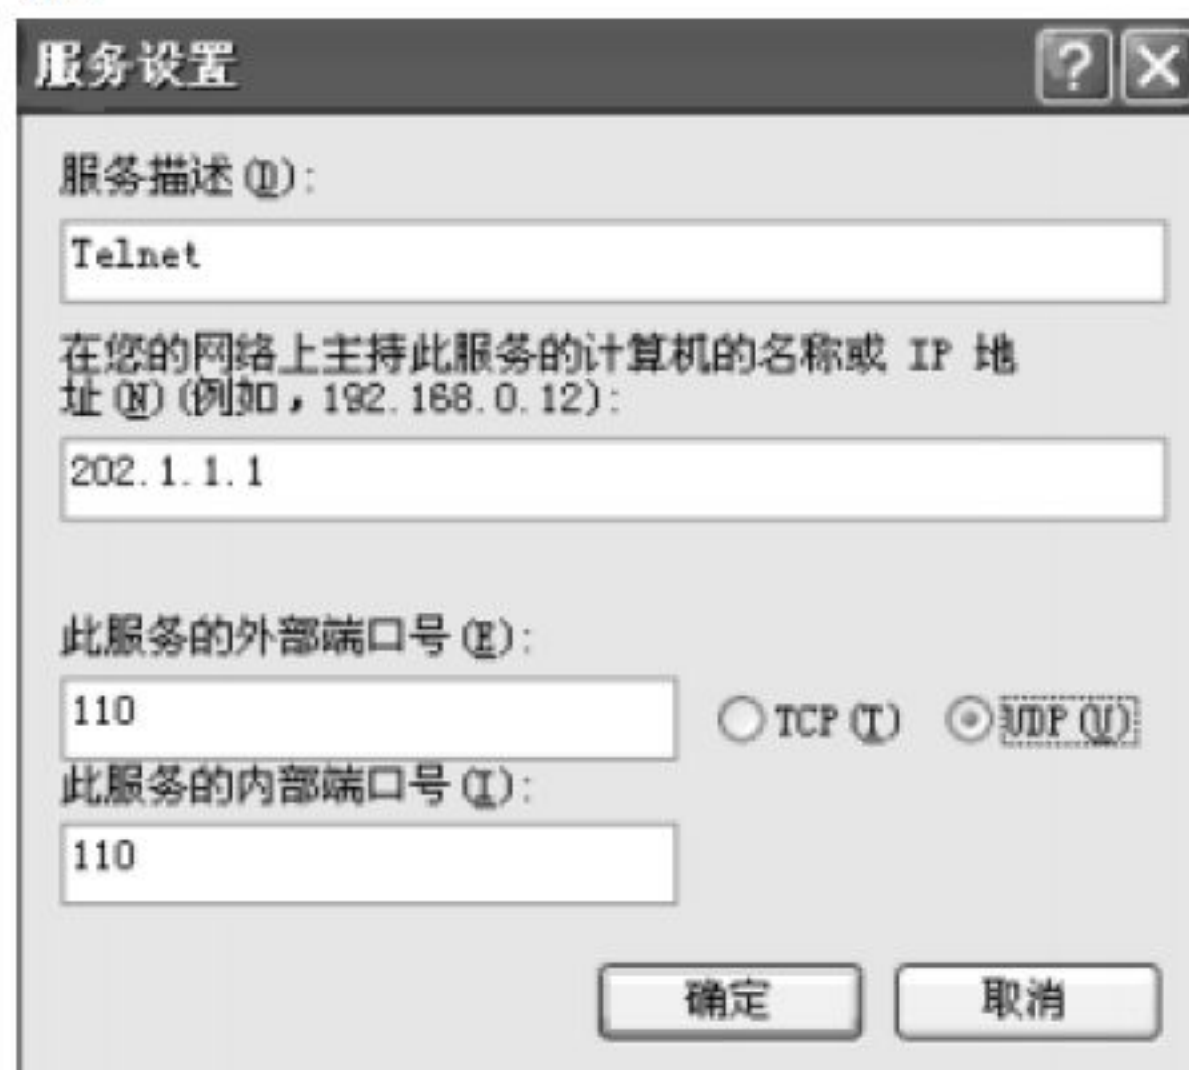 服务设置
服务描述(D):
Telnet
在您的网络上主持此服务的计算机的名称或 IP 地
址(N)(例如，192.168.0.12):
202.1.1.1
此服务的外部端口号(E):
110 TCP(T) UDP(U)
此服务的内部端口号(I):
110
确定 取消